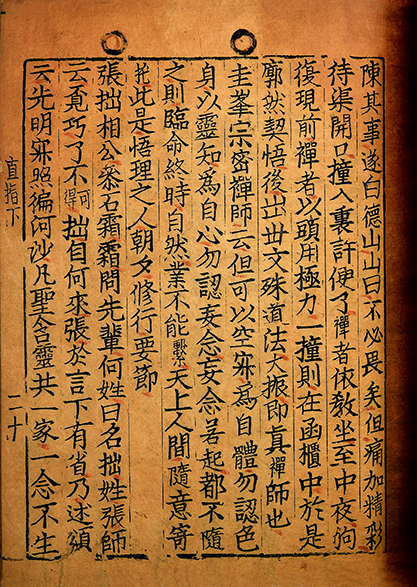 陳其事遂白德山山曰不必畏矣但痛加精彩
待渠開口撞入裏許便了禪者依教坐至中夜狗
復現前禪者以頭用極力一撞則在函櫃中於是
廓然契悟後出世文殊道法大振即眞禪師也
圭峯宗密禪師云但可以空寂爲自體勿認色
身以靈知爲自心勿認妄念妄念若起都不隨
之則臨命終時自然業不能繫天上人間隨意寄
托此是悟理之人朝夕修行要節
張拙相公叅石霜霜問先輩何姓曰名拙姓張師
云覓巧了不可得拙自何來張於言下有省乃述頌
云光明寂照徧河沙凡聖含靈共一家一念不生
直指下 二十